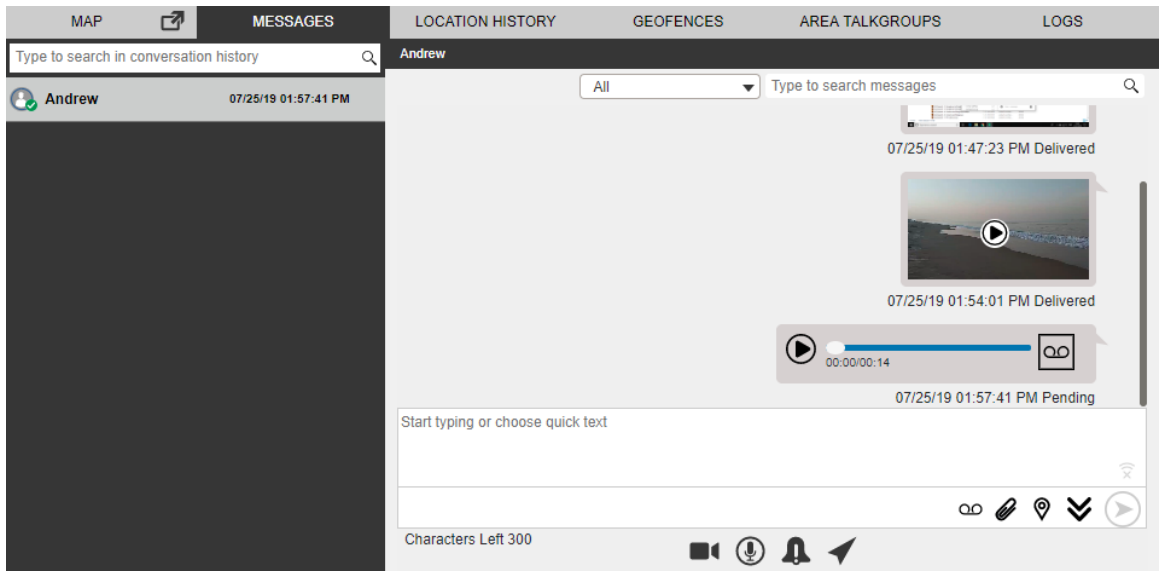 MAP
MESSAGES
LOCATION HISTORY
GEOFENCES
AREA TALKGROUPS
LOGS
Type to search in conversation history
Andrew
Andrew
07/25/19 01:57:41 PM
All
Type to search messages
07/25/19 01:47:23 PM Delivered
07/25/19 01:54:01 PM Delivered
00:00/00:14
07/25/19 01:57:41 PM Pending
Start typing or choose quick text
Characters Left 300